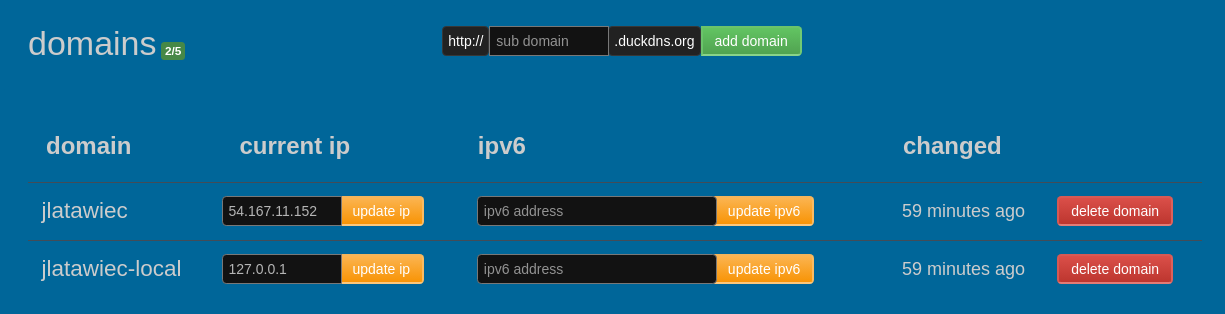 domains 2/5 http:// sub domain .duckdns.org add domain
domain current ip ipv6 changed
jlatawiec 54.167.11.152 update ip ipv6 address update ipv6 59 minutes ago delete domain
jlatawiec-local 127.0.0.1 update ip ipv6 address update ipv6 59 minutes ago delete domain